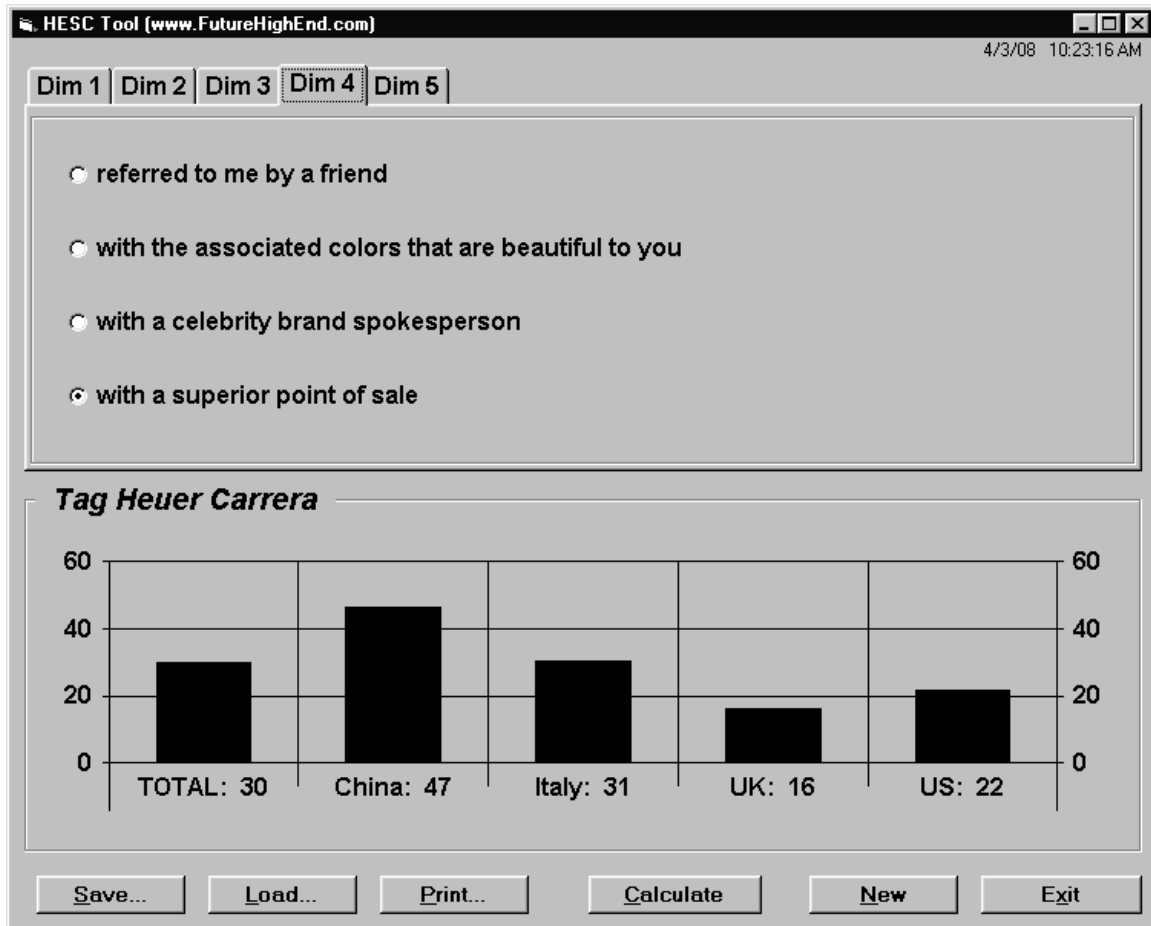 HESC Tool (www.FutureHighEnd.com)
4/3/08 10:23:16 AM
Dim 1 Dim 2 Dim 3 Dim 4 Dim 5
referred to me by a friend
with the associated colors that are beautiful to you
with a celebrity brand spokesperson
with a superior point of sale
Tag Heuer Carrera
60 60
40 40
20 20
0 0
TOTAL: 30 China: 47 Italy: 31 UK: 16 US: 22
Save... Load... Print... Calculate New Exit